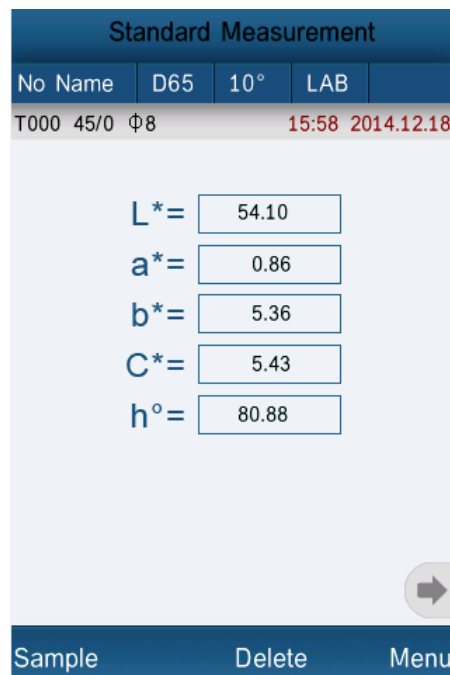 Standard Measurement
No Name D65 10° LAB
T000 45/0 Φ8 15:58 2014.12.18
L*= 54.10
a*= 0.86
b*= 5.36
C*= 5.43
h°= 80.88
Sample Delete Menu